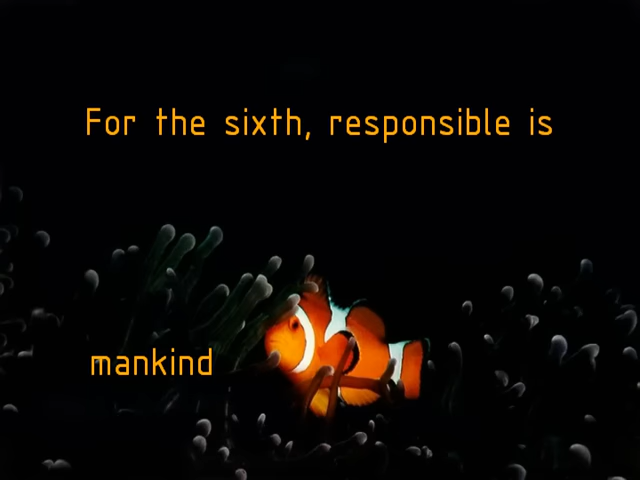 For the sixth, responsible is
mankind